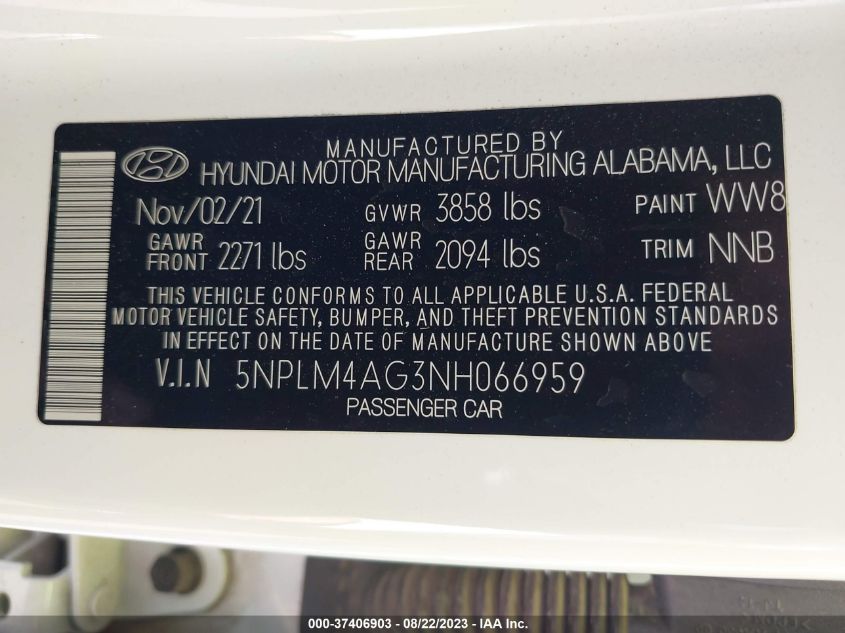 MANUFACTURED BY
HYUNDAI MOTOR MANUFACTURING ALABAMA, LLC
Nov/02/21 GVWR 3858 lbs PAINT WW8
GAWR FRONT 2271 lbs GAWR REAR 2094 lbs TRIM NNB
THIS VEHICLE CONFORMS TO ALL APPLICABLE U.S.A. FEDERAL
MOTOR VEHICLE SAFETY, BUMPER, AND THEFT PREVENTION STANDARDS
IN EFFECT ON THE DATE OF MANUFACTURE SHOWN ABOVE
V.I.N 5NPLM4AG3NH066959
PASSENGER CAR
000-37406903 - 08/22/2023 - IAA Inc.